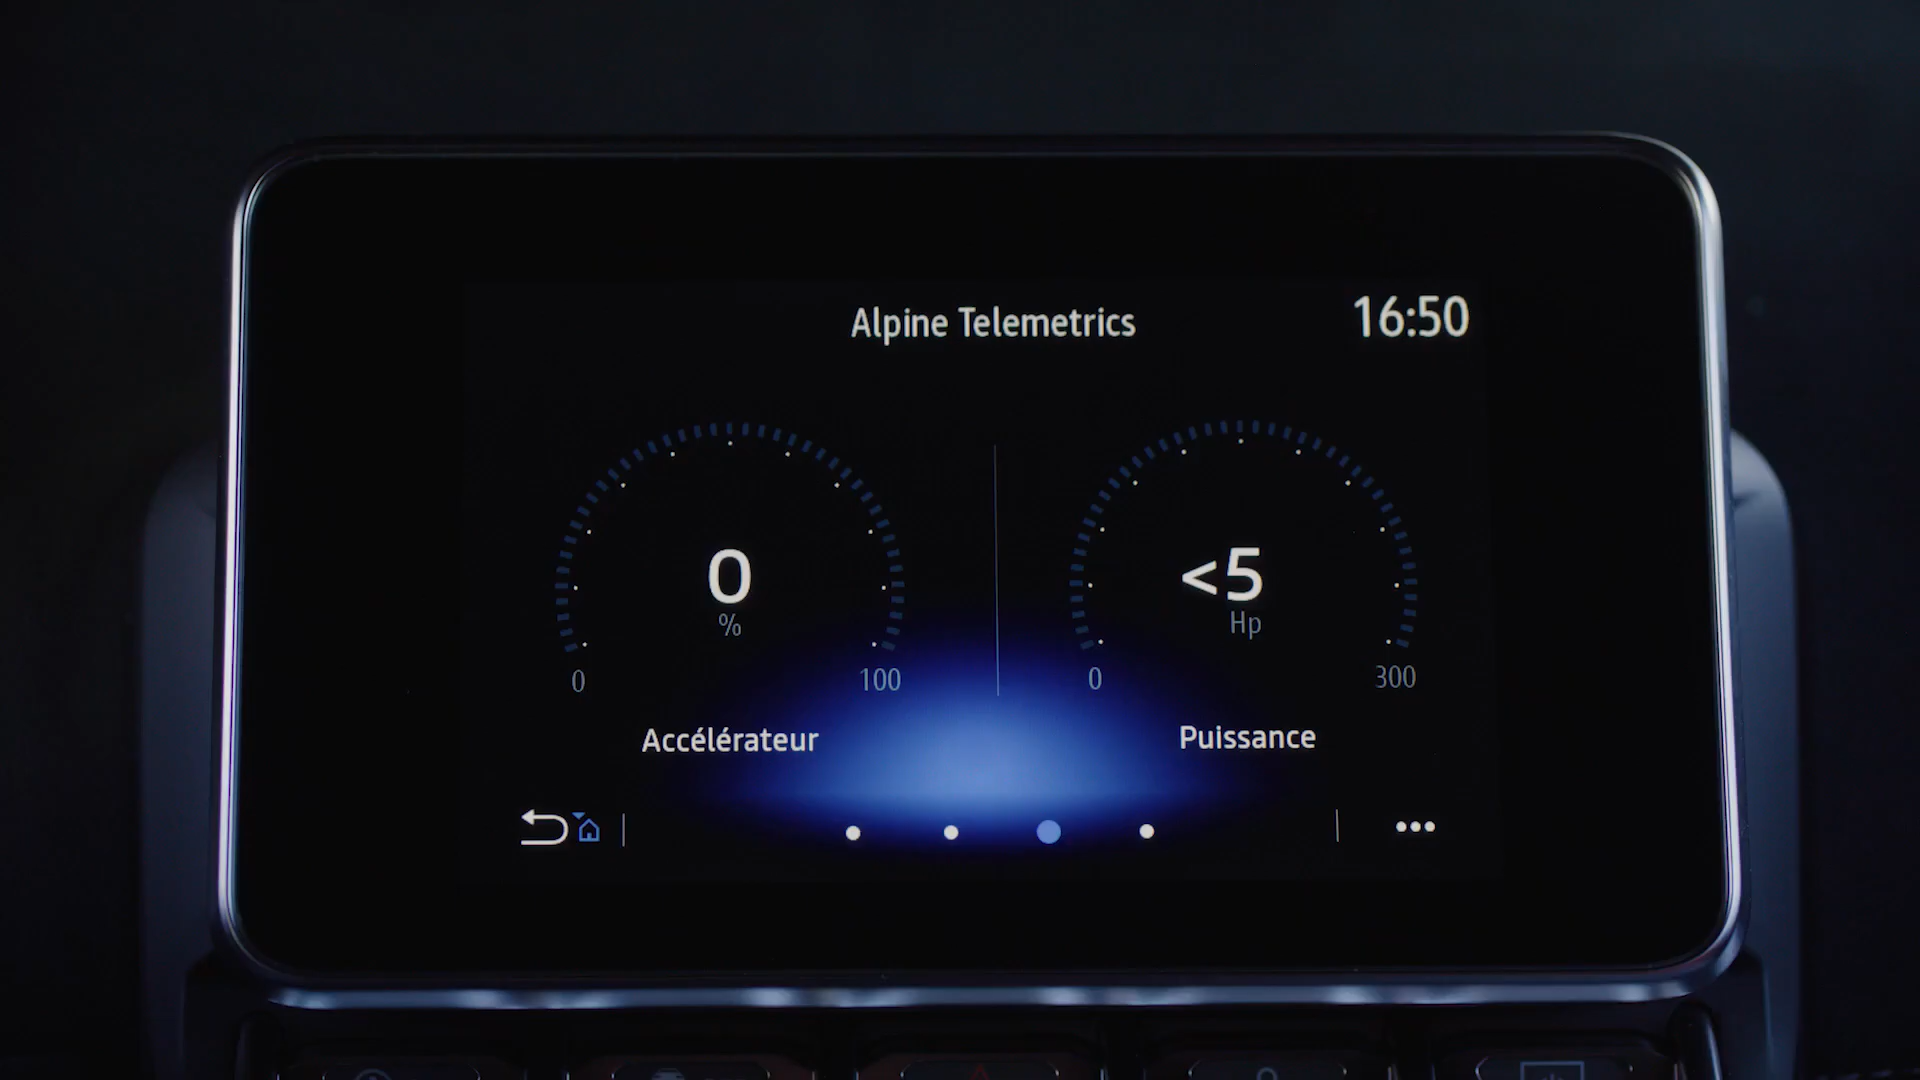 Alpine Telemetrics
16:50
0
%
0
100
Accélérateur
<5
Hp
0
300
Puissance